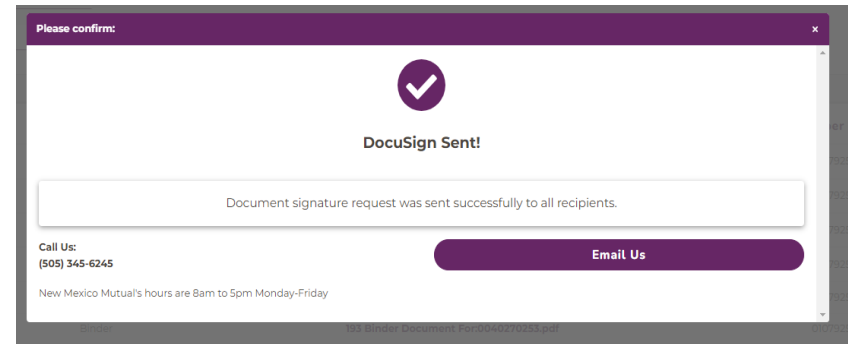 Please confirm:
x
DocuSign Sent!
Document signature request was sent successfully to all recipients.
Call Us:
(505) 345-6245
Email Us
New Mexico Mutual's hours are 8am to 5pm Monday-Friday
Binder 193 Binder Document For:0040270253.pdf